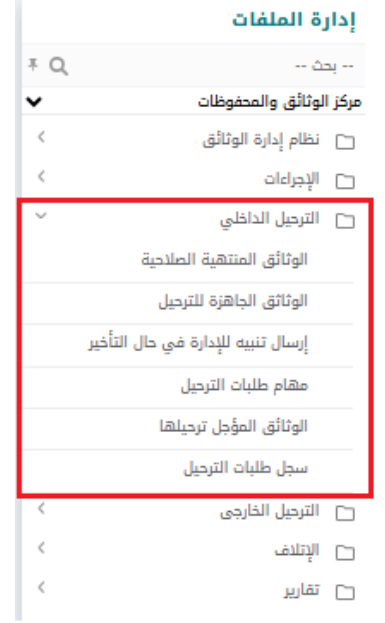 إدارة الملفات
-- بحث --
مركز الوثائق والمحفوظات
نظام إدارة الوثائق
الإجراءات
الترحيل الداخلي
الوثائق المنتهية الصلاحية
الوثائق الجاهزة للترحيل
إرسال تنبيه للإدارة في حال التأخير
مهام طلبات الترحيل
الوثائق المؤجل ترحيلها
سجل طلبات الترحيل
الترحيل الخارجى
الإتلاف
تقارير